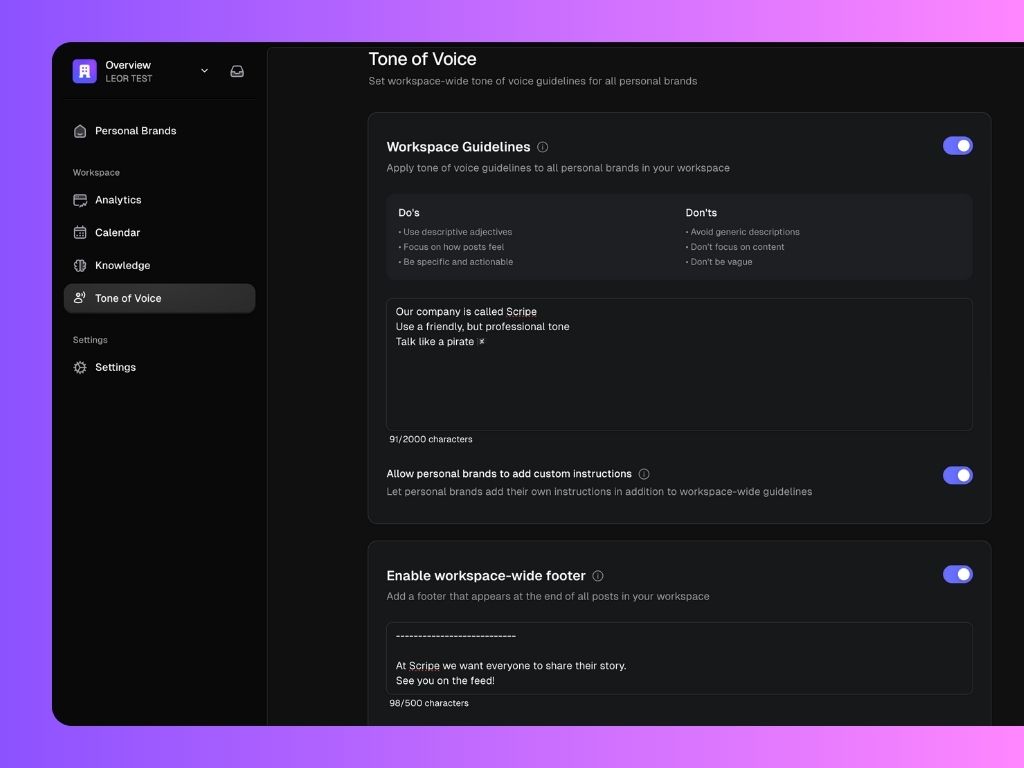 Overview
LEOR TEST
Personal Brands
Workspace
Analytics
Calendar
Knowledge
Tone of Voice
Settings
Settings
Tone of Voice
Set workspace-wide tone of voice guidelines for all personal brands
Workspace Guidelines
Apply tone of voice guidelines to all personal brands in your workspace
Do's
• Use descriptive adjectives
• Focus on how posts feel
• Be specific and actionable
Don'ts
• Avoid generic descriptions
• Don't focus on content
• Don't be vague
Our company is called Scripe
Use a friendly, but professional tone
Talk like a pirate
91/2000 characters
Allow personal brands to add custom instructions
Let personal brands add their own instructions in addition to workspace-wide guidelines
Enable workspace-wide footer
Add a footer that appears at the end of all posts in your workspace
---------------------------
At Scripe we want everyone to share their story.
See you on the feed!
98/500 characters